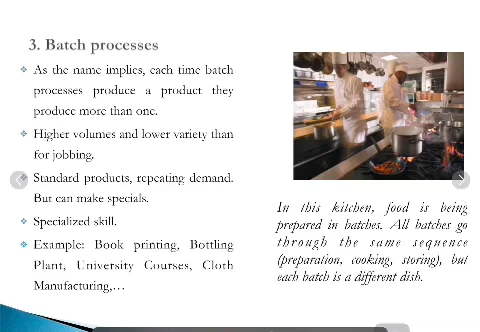 3. Batch processes
As the name implies, each time batch
processes produce a product they
produce more than one.
Higher volumes and lower variety than
for jobbing.
Standard products, repeating demand.
But can make specials.
Specialized skill.
Example: Book printing, Bottling
Plant, University Courses, Cloth
Manufacturing,…
In this kitchen, food is being
prepared in batches. All batches go
through the same sequence
(preparation, cooking, storing), but
each batch is a different dish.